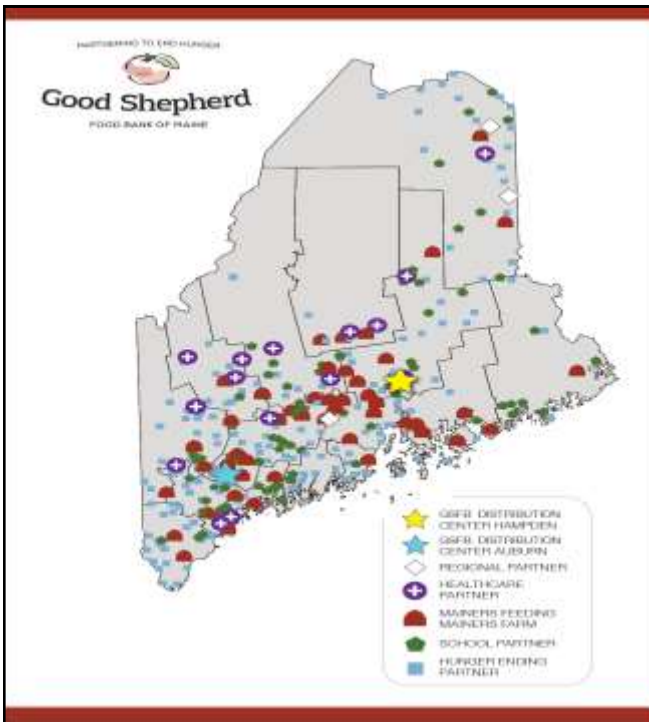 PARTNERING TO END HUNGER
Good Shepherd
FOOD BANK OF MAINE
GSFB DISTRIBUTION
CENTER HAMPDEN
GSFB DISTRIBUTION
CENTER AUBURN
REGIONAL PARTNER
HEALTHCARE
PARTNER
MAINERS FEEDING
MAINERS FARM
SCHOOL PARTNER
HUNGER ENDING
PARTNER